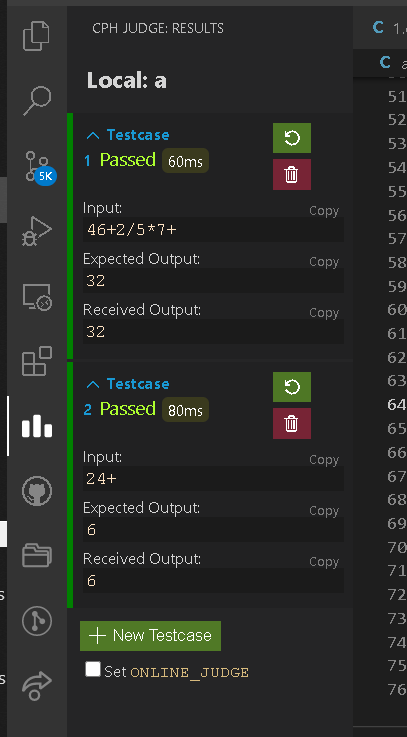 CPH JUDGE: RESULTS
Local: a
Testcase
1 Passed 60ms
Input:
Copy
46+2/5*7+
Expected Output:
Copy
32
Received Output:
Copy
32
Testcase
2 Passed 80ms
Input:
Copy
24+
Expected Output:
Copy
6
Received Output:
Copy
6
+ New Testcase
Set ONLINE_JUDGE
5K
C 1.
C a
51
52
53
54
55
56
57
58
59
60
61
62
63
64
65
66
67
68
69
70
71
72
73
74
75
76
s
s